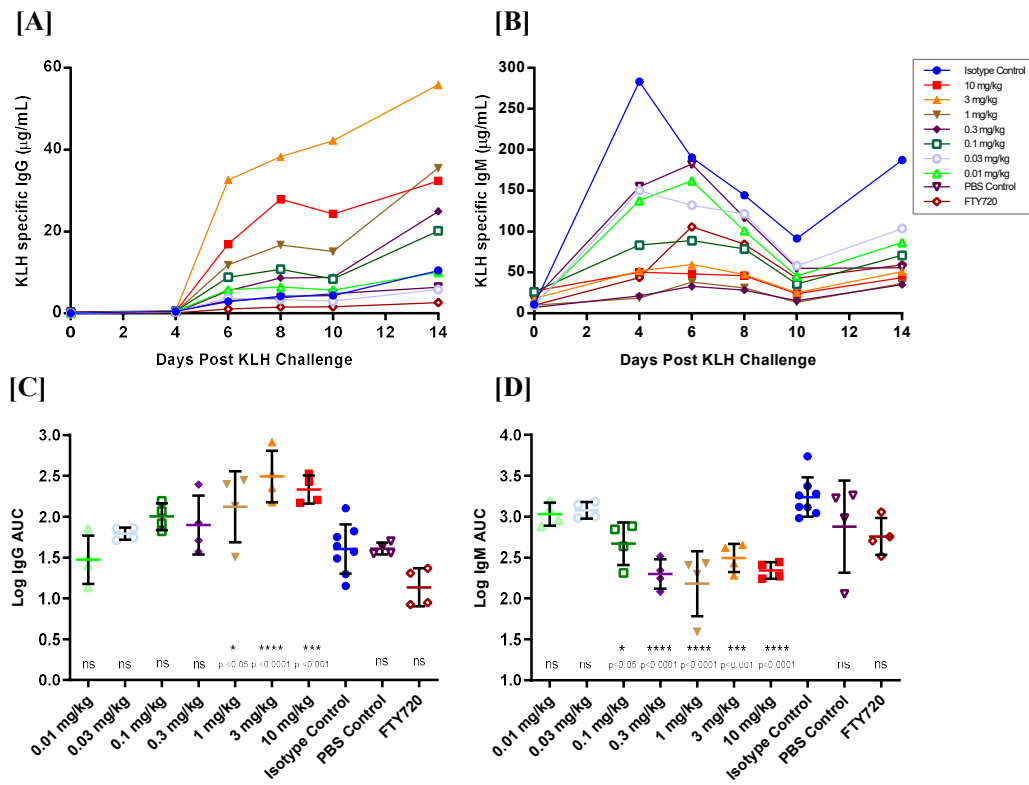 [A]
[B]
60
40
20
0
KLH specific IgG (µg/mL)
0 2 4 6 8 10 12 14
Days Post KLH Challenge
300
250
200
150
100
50
0
KLH specific IgM (µg/mL)
0 2 4 6 8 10 12 14
Days Post KLH Challenge
Isotype Control
10 mg/kg
3 mg/kg
1 mg/kg
0.3 mg/kg
0.1 mg/kg
0.03 mg/kg
0.01 mg/kg
PBS Control
FTY720
[C]
[D]
3.0
2.5
2.0
1.5
1.0
0.5
0.0
Log IgG AUC
* **** ***
ns ns ns ns p <0.05 p <0.0001 p <0.001 ns ns
0.01 mg/kg
0.03 mg/kg
0.1 mg/kg
0.3 mg/kg
1 mg/kg
3 mg/kg
10 mg/kg
Isotype Control
PBS Control
FTY720
4.0
3.5
3.0
2.5
2.0
1.5
1.0
Log IgM AUC
* **** **** *** ****
ns ns p<0.05 p<0.0001 p<0.0001 p<0.001 p<0.0001 ns ns
0.01 mg/kg
0.03 mg/kg
0.1 mg/kg
0.3 mg/kg
1 mg/kg
3 mg/kg
10 mg/kg
Isotype Control
PBS Control
FTY720